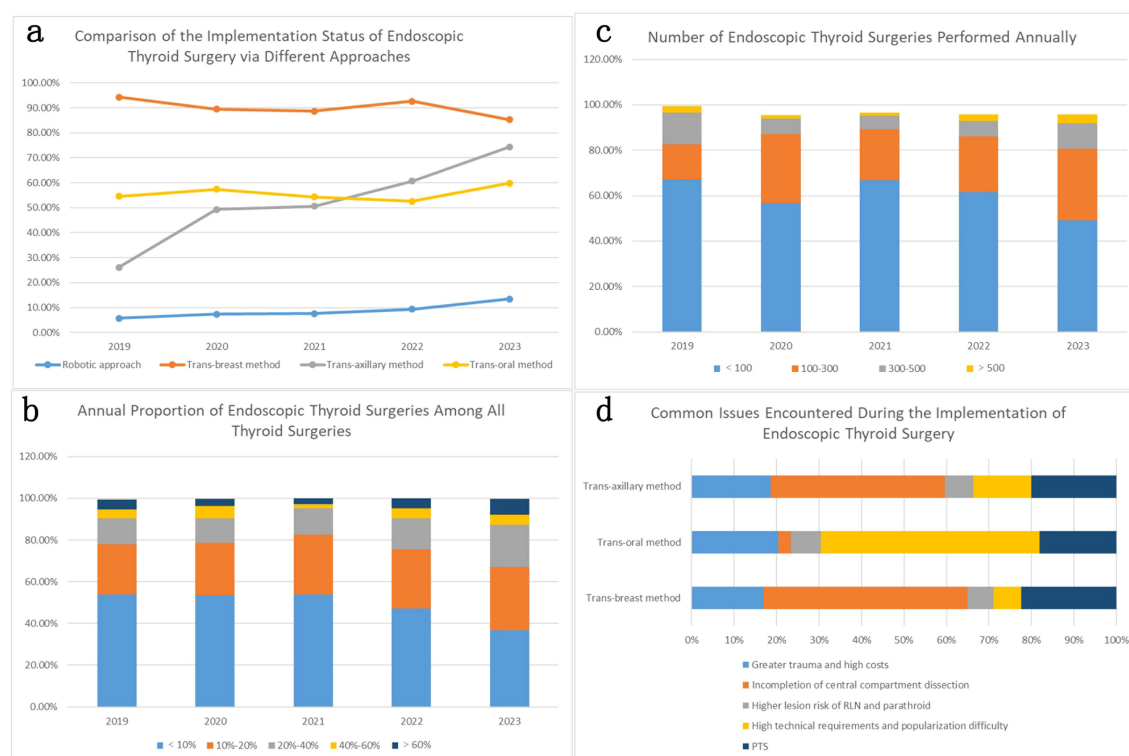 a
Comparison of the Implementation Status of Endoscopic
Thyroid Surgery via Different Approaches
100.00%
90.00%
80.00%
70.00%
60.00%
50.00%
40.00%
30.00%
20.00%
10.00%
0.00%
2019 2020 2021 2022 2023
Robotic approach Trans-breast method Trans-axillary method Trans-oral method
b
Annual Proportion of Endoscopic Thyroid Surgeries Among All
Thyroid Surgeries
120.00%
100.00%
80.00%
60.00%
40.00%
20.00%
0.00%
2019 2020 2021 2022 2023
< 10% 10%-20% 20%-40% 40%-60% > 60%
c
Number of Endoscopic Thyroid Surgeries Performed Annually
120.00%
100.00%
80.00%
60.00%
40.00%
20.00%
0.00%
2019 2020 2021 2022 2023
< 100 100-300 300-500 > 500
d
Common Issues Encountered During the Implementation of
Endoscopic Thyroid Surgery
Trans-axillary method
Trans-oral method
Trans-breast method
0% 10% 20% 30% 40% 50% 60% 70% 80% 90% 100%
Greater trauma and high costs
Incompletion of central compartment dissection
Higher lesion risk of RLN and parathroid
High technical requirements and popularization difficulty
PTS